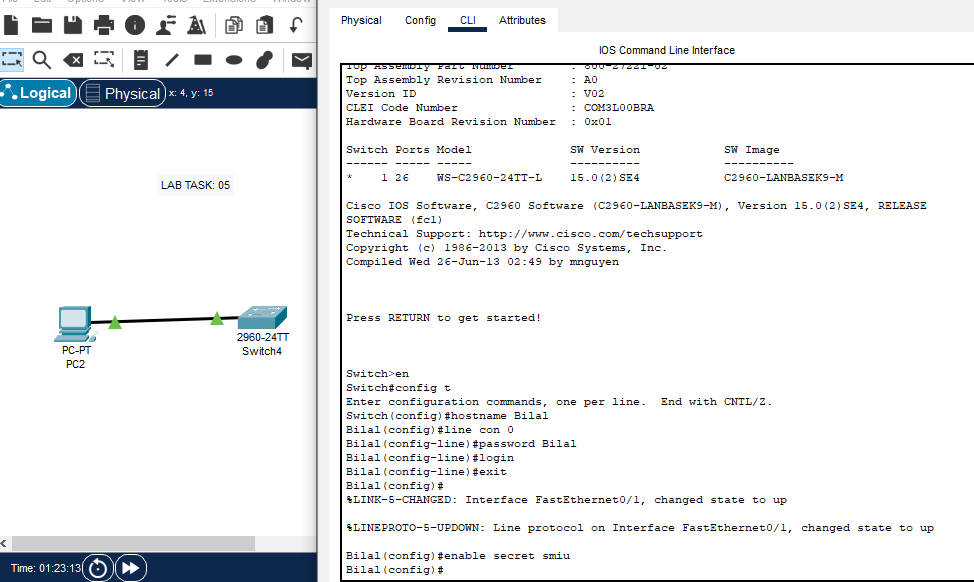 Physical Config CLI Attributes
IOS Command Line Interface
Logical Physical x: 4, y: 15
LAB TASK: 05
PC-PT
PC2
2960-24TT
Switch4
Time: 01:23:13
Top Assembly Part Number : 800-27221-02
Top Assembly Revision Number : A0
Version ID : V02
CLEI Code Number : COM3L00BRA
Hardware Board Revision Number : 0x01
Switch Ports Model SW Version SW Image
------ ----- ----- ---------- ----------
* 1 26 WS-C2960-24TT-L 15.0(2)SE4 C2960-LANBASEK9-M
Cisco IOS Software, C2960 Software (C2960-LANBASEK9-M), Version 15.0(2)SE4, RELEASE
SOFTWARE (fc1)
Technical Support: http://www.cisco.com/techsupport
Copyright (c) 1986-2013 by Cisco Systems, Inc.
Compiled Wed 26-Jun-13 02:49 by mnguyen
Press RETURN to get started!
Switch>en
Switch#config t
Enter configuration commands, one per line. End with CNTL/Z.
Switch(config)#hostname Bilal
Bilal(config)#line con 0
Bilal(config-line)#password Bilal
Bilal(config-line)#login
Bilal(config-line)#exit
Bilal(config)#
%LINK-5-CHANGED: Interface FastEthernet0/1, changed state to up
%LINEPROTO-5-UPDOWN: Line protocol on Interface FastEthernet0/1, changed state to up
Bilal(config)#enable secret smiu
Bilal(config)#